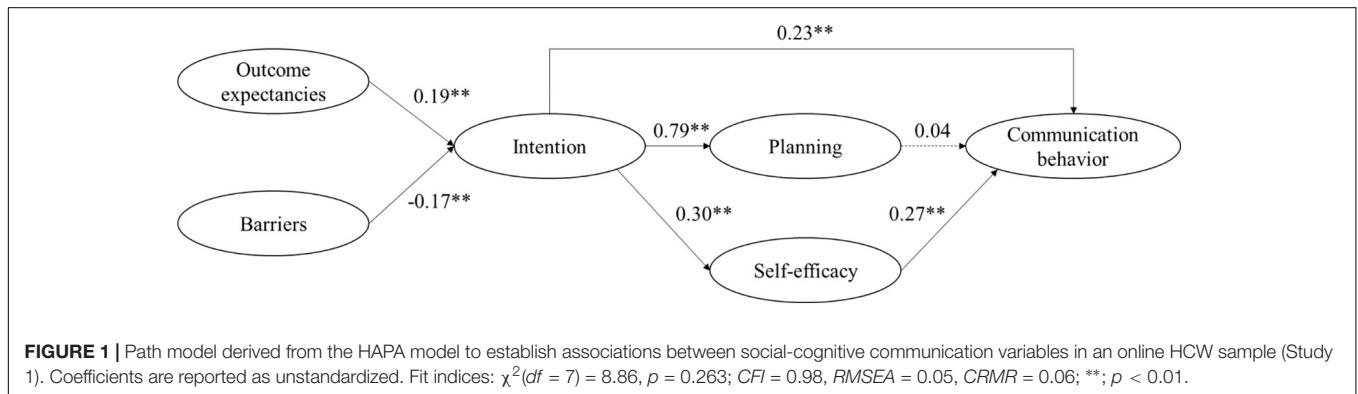 0.23**
Outcome
expectancies
0.19**
Intention
0.79**
Planning
0.04
Communication
behavior
-0.17**
Barriers
0.30**
0.27**
Self-efficacy
FIGURE 1 | Path model derived from the HAPA model to establish associations between social-cognitive communication variables in an online HCW sample (Study
1). Coefficients are reported as unstandardized. Fit indices: χ²(df = 7) = 8.86, p = 0.263; CFI = 0.98, RMSEA = 0.05, CRMR = 0.06; **; p < 0.01.